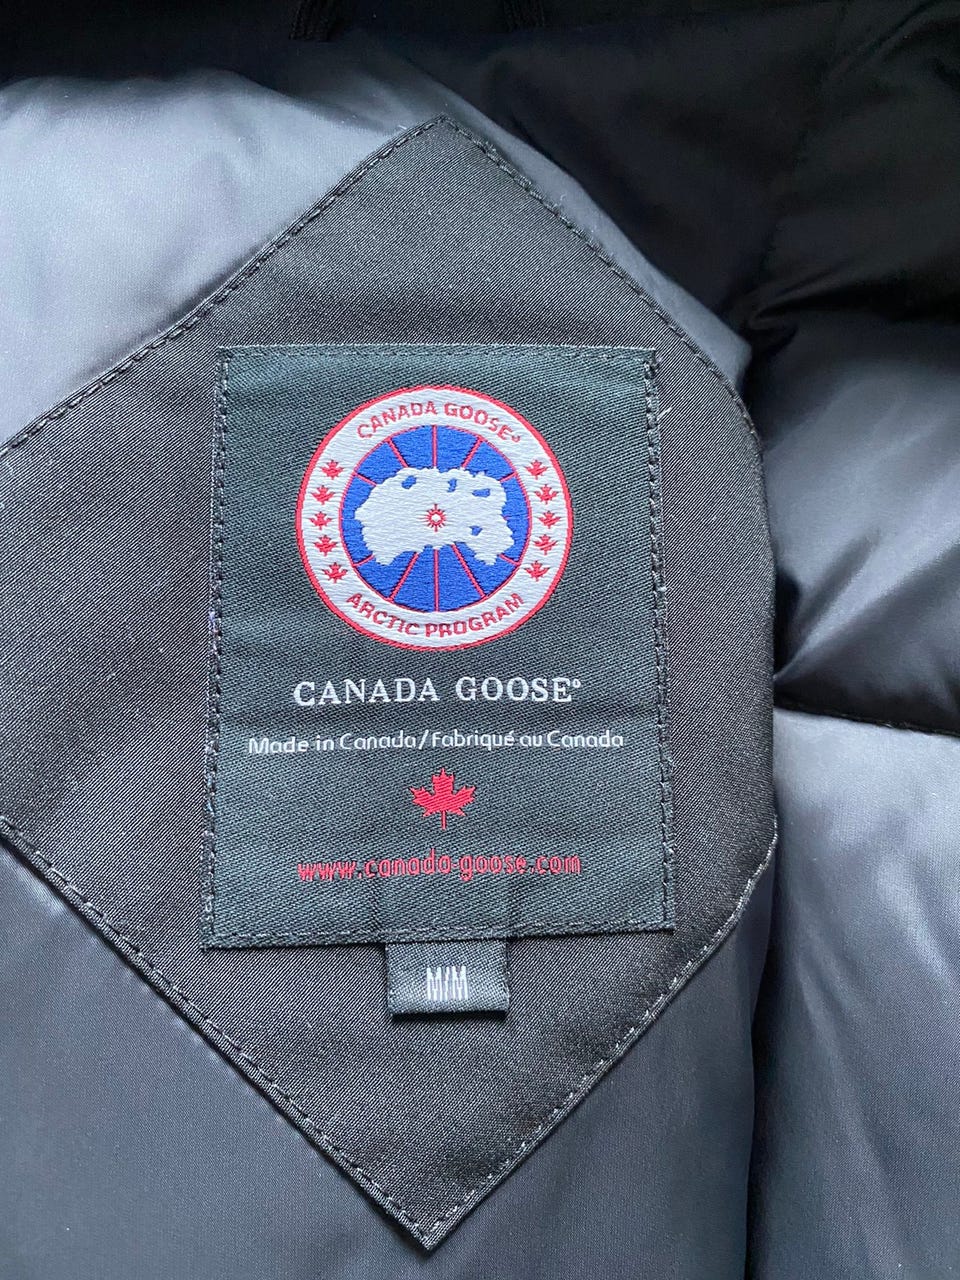 CANADA GOOSE®
ARCTIC PROGRAM
CANADA GOOSE®
Made in Canada/Fabriqué au Canada
www.canada-goose.com
M/M